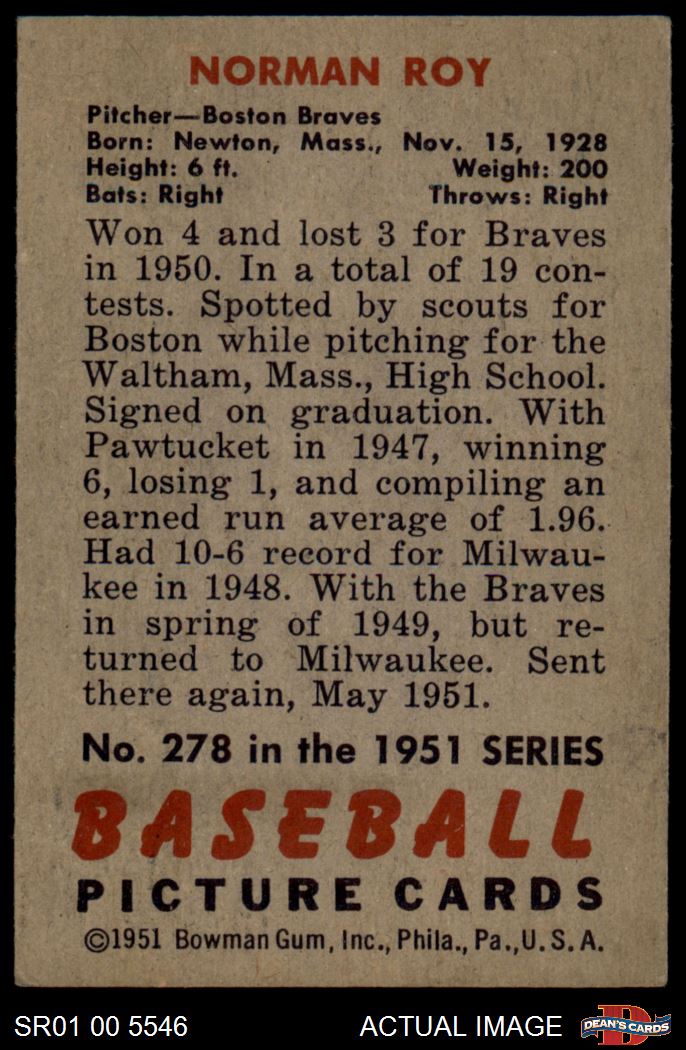 NORMAN ROY
Pitcher—Boston Braves
Born: Newton, Mass., Nov. 15, 1928
Height: 6 ft. Weight: 200
Bats: Right Throws: Right
Won 4 and lost 3 for Braves
in 1950. In a total of 19 con-
tests. Spotted by scouts for
Boston while pitching for the
Waltham, Mass., High School.
Signed on graduation. With
Pawtucket in 1947, winning
6, losing 1, and compiling an
earned run average of 1.96.
Had 10-6 record for Milwau-
kee in 1948. With the Braves
in spring of 1949, but re-
turned to Milwaukee. Sent
there again, May 1951.
No. 278 in the 1951 SERIES
BASEBALL
PICTURE CARDS
©1951 Bowman Gum, Inc., Phila., Pa., U. S. A.
SR01 00 5546 ACTUAL IMAGE D DEAN'S CARDS